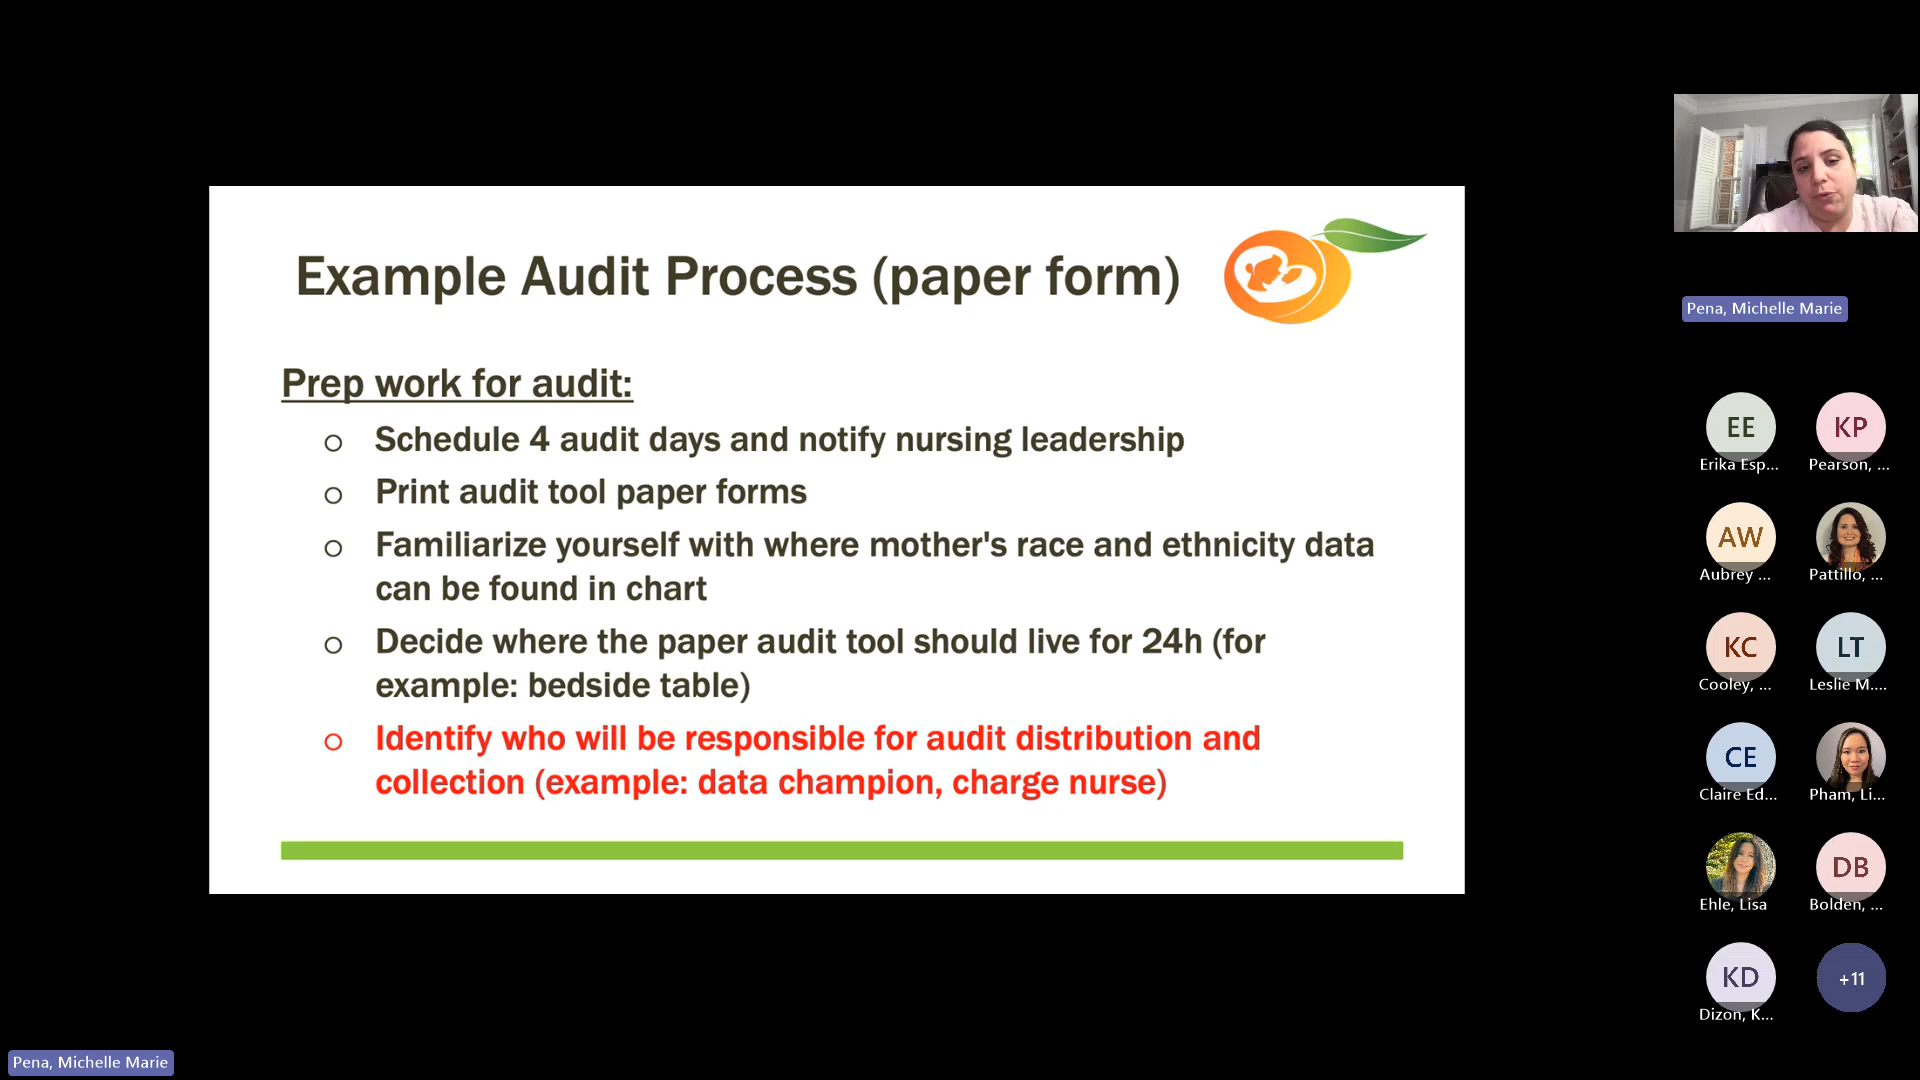 Example Audit Process (paper form)
Prep work for audit:
o Schedule 4 audit days and notify nursing leadership
o Print audit tool paper forms
o Familiarize yourself with where mother's race and ethnicity data
can be found in chart
o Decide where the paper audit tool should live for 24h (for
example: bedside table)
o Identify who will be responsible for audit distribution and
collection (example: data champion, charge nurse)
Pena, Michelle Marie
EE
Erika Esp...
KP
Pearson, ...
AW
Aubrey ...
Pattillo, ...
KC
Cooley, ...
LT
Leslie M....
CE
Claire Ed...
Pham, Li...
Ehle, Lisa
DB
Bolden, ...
KD
Dizon, K...
+11
Pena, Michelle Marie